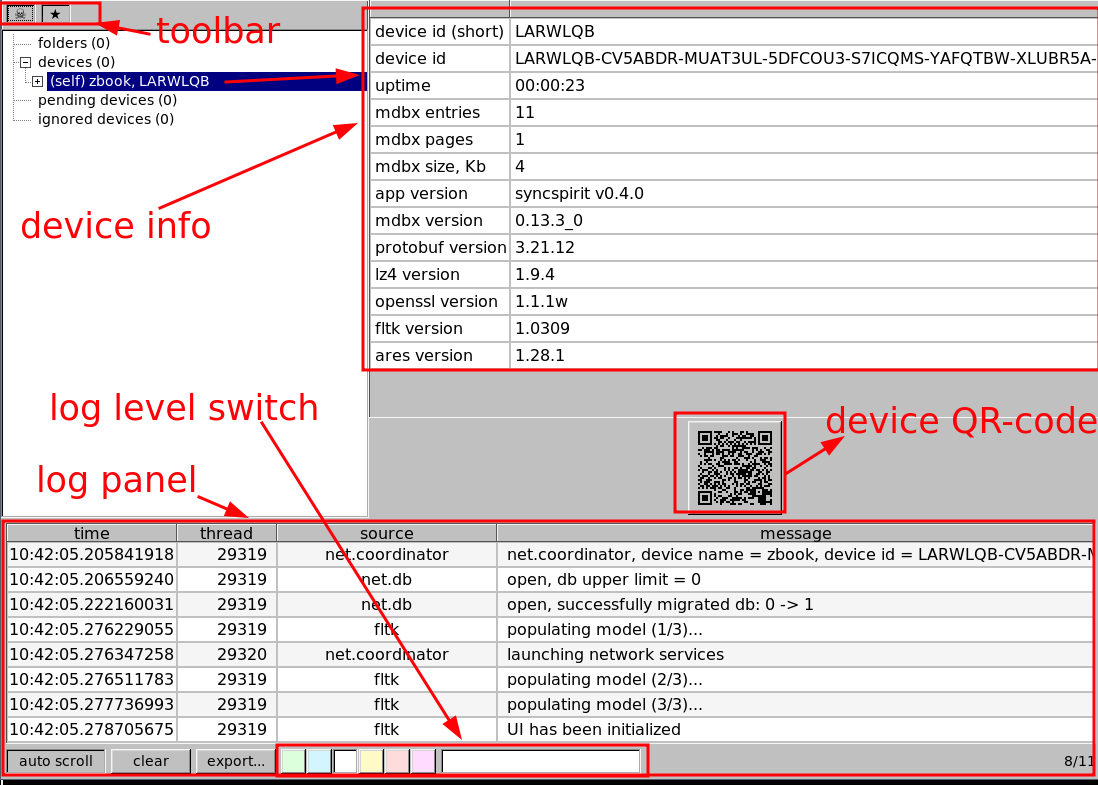 toolbar
folders (0)
devices (0)
(self) zbook, LARWLQB
pending devices (0)
ignored devices (0)
device info
device id (short) LARWLQB
device id LARWLQB-CV5ABDR-MUAT3UL-5DFCOU3-S7ICQMS-YAFQTBW-XLUBR5A-
uptime 00:00:23
mdbx entries 11
mdbx pages 1
mdbx size, Kb 4
app version syncspirit v0.4.0
mdbx version 0.13.3_0
protobuf version 3.21.12
lz4 version 1.9.4
openssl version 1.1.1w
fltk version 1.0309
ares version 1.28.1
log level switch
device QR-code
log panel
time thread source message
10:42:05.205841918 29319 net.coordinator net.coordinator, device name = zbook, device id = LARWLQB-CV5ABDR-M
10:42:05.206559240 29319 net.db open, db upper limit = 0
10:42:05.222160031 29319 net.db open, successfully migrated db: 0 -> 1
10:42:05.276229055 29319 fltk populating model (1/3)...
10:42:05.276347258 29320 net.coordinator launching network services
10:42:05.276511783 29319 fltk populating model (2/3)...
10:42:05.277736993 29319 fltk populating model (3/3)...
10:42:05.278705675 29319 fltk UI has been initialized
auto scroll clear export... 8/11